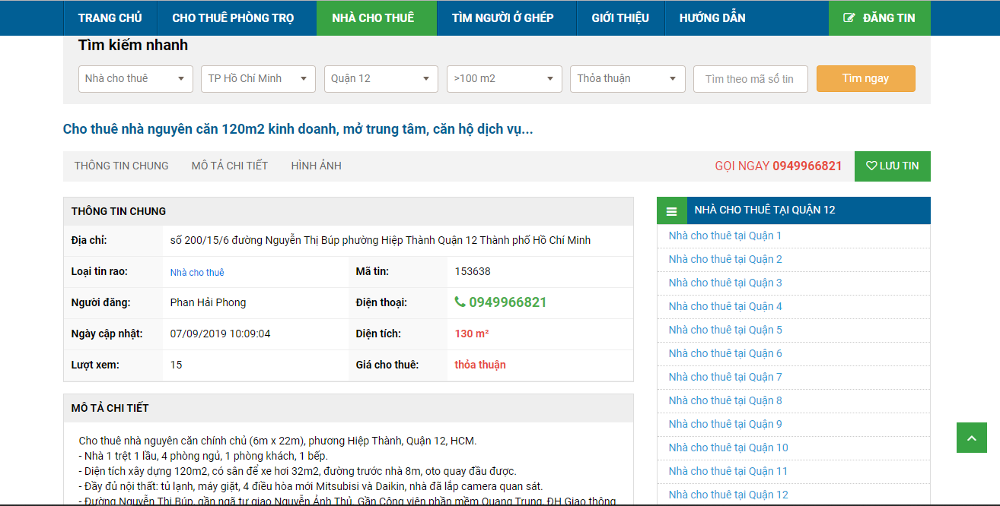 TRANG CHỦ CHO THUÊ PHÒNG TRỌ NHÀ CHO THUÊ TÌM NGƯỜI Ở GHÉP GIỚI THIỆU HƯỚNG DẪN ĐĂNG TIN
Tìm kiếm nhanh
Nhà cho thuê TP Hồ Chí Minh Quận 12 >100 m2 Thỏa thuận Tìm theo mã số tin Tìm ngay
Cho thuê nhà nguyên căn 120m2 kinh doanh, mở trung tâm, căn hộ dịch vụ...
THÔNG TIN CHUNG MÔ TẢ CHI TIẾT HÌNH ẢNH GỌI NGAY 0949966821 LƯU TIN
THÔNG TIN CHUNG
Địa chỉ: số 200/15/6 đường Nguyễn Thị Búp phường Hiệp Thành Quận 12 Thành phố Hồ Chí Minh
Loại tin rao: Nhà cho thuê Mã tin: 153638
Người đăng: Phan Hải Phong Điện thoại: 0949966821
Ngày cập nhật: 07/09/2019 10:09:04 Diện tích: 130 m²
Lượt xem: 15 Giá cho thuê: thỏa thuận
MÔ TẢ CHI TIẾT
Cho thuê nhà nguyên căn chính chủ (6m x 22m), phương Hiệp Thành, Quận 12, HCM.
- Nhà 1 trệt 1 lầu, 4 phòng ngủ, 1 phòng khách, 1 bếp.
- Diện tích xây dựng 120m2, có sân để xe hơi 32m2, đường trước nhà 8m, oto quay đầu được.
- Đầy đủ nội thất: tủ lạnh, máy giặt, 4 điều hòa mới Mitsubisi và Daikin, nhà đã lắp camera quan sát.
- Đường Nguyễn Thị Búp, gần ngã tư giao Nguyễn Ảnh Thủ, Gần Công viên phần mềm Quang Trung, ĐH Giao thông
NHÀ CHO THUÊ TẠI QUẬN 12
Nhà cho thuê tại Quận 1
Nhà cho thuê tại Quận 2
Nhà cho thuê tại Quận 3
Nhà cho thuê tại Quận 4
Nhà cho thuê tại Quận 5
Nhà cho thuê tại Quận 6
Nhà cho thuê tại Quận 7
Nhà cho thuê tại Quận 8
Nhà cho thuê tại Quận 9
Nhà cho thuê tại Quận 10
Nhà cho thuê tại Quận 11
Nhà cho thuê tại Quận 12